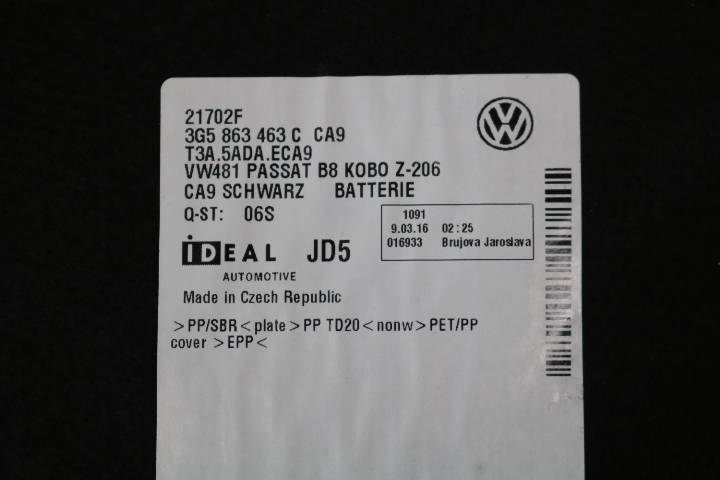 21702F
3G5 863 463 C CA9
T3A.5ADA.ECA9
VW481 PASSAT B8 KOBO Z-206
CA9 SCHWARZ BATTERIE
Q-ST: 06S
1091
9.03.16 02:25
016933 Brujova Jaroslava
iDEAL JD5
AUTOMOTIVE
Made in Czech Republic
>PP/SBR<plate>PP TD20<nonw>PET/PP
cover >EPP<